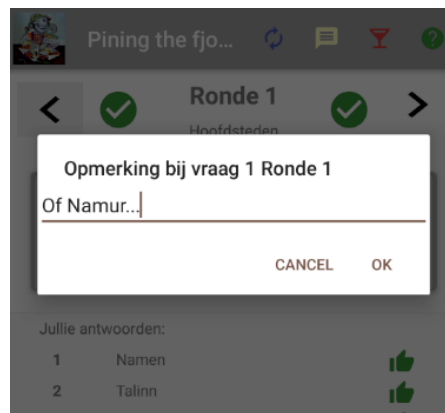 Pining the fjo...
Ronde 1
Hoofdsteden
Opmerking bij vraag 1 Ronde 1
Of Namur...
CANCEL OK
Jullie antwoorden:
1 Namen
2 Talinn